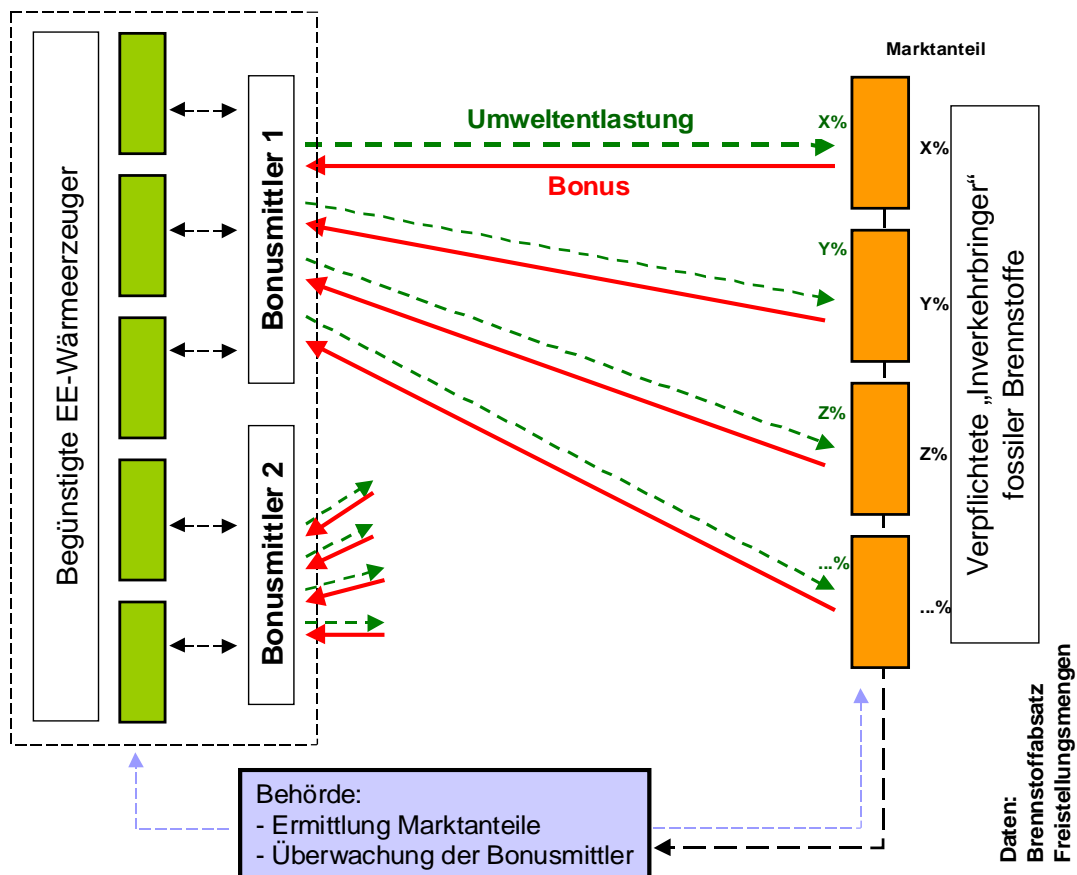 Begünstigte EE-Wärmeerzeuger
Bonusmittler 1
Bonusmittler 2
Umweltentlastung
Bonus
Marktanteil
X%
X%
Y%
Y%
Z%
Z%
...%
...%
Verpflichtete „Inverkehrbringer“
fossiler Brennstoffe
Behörde:
- Ermittlung Marktanteile
- Überwachung der Bonusmittler
Daten:
Brennstoffabsatz
Freistellungsmengen